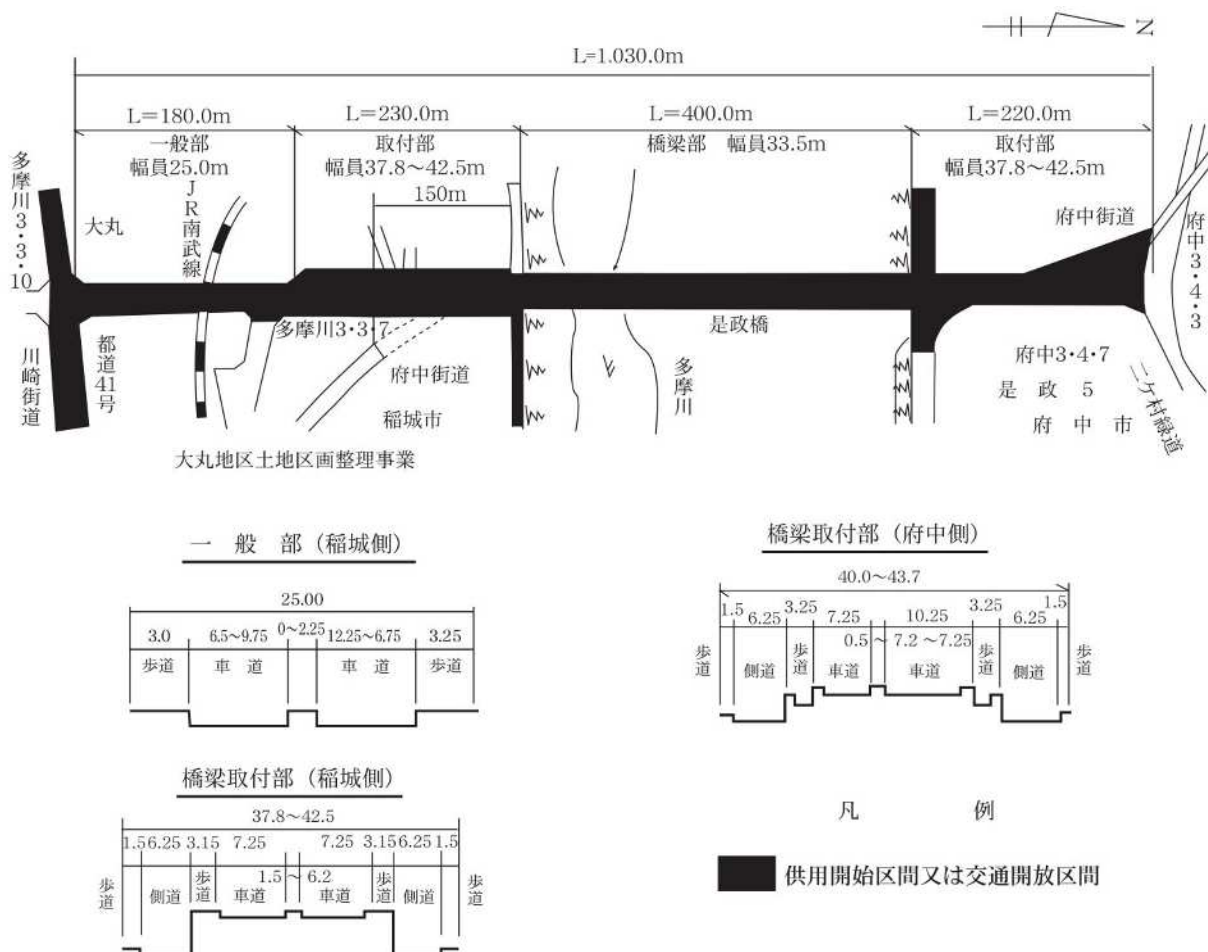 N
L=1.030.0m
L=180.0m
一般部
幅員25.0m
L=230.0m
取付部
幅員37.8～42.5m
150m
L=400.0m
橋梁部　幅員33.5m
L=220.0m
取付部
幅員37.8～42.5m
多摩川3・3・10
大丸
JR南武線
府中街道
府中3・4・3
川崎街道
都道41号
多摩川3・3・7
府中街道
稲城市
是政橋
多摩川
府中3・4・7
是政5
府中市
二ケ村緑道
大丸地区土地区画整理事業
一般部（稲城側）
25.00
3.0 6.5～9.75 0～2.25 12.25～6.75 3.25
歩道 車道 車道 歩道
橋梁取付部（府中側）
40.0～43.7
1.5 6.25 3.25 7.25 10.25 3.25 6.25 1.5
0.5～7.2～7.25
歩道 側道 歩道 車道 車道 歩道 側道 歩道
橋梁取付部（稲城側）
37.8～42.5
1.5 6.25 3.15 7.25 7.25 3.15 6.25 1.5
1.5～6.2
歩道 側道 歩道 車道 車道 歩道 側道 歩道
凡例
供用開始区間又は交通開放区間